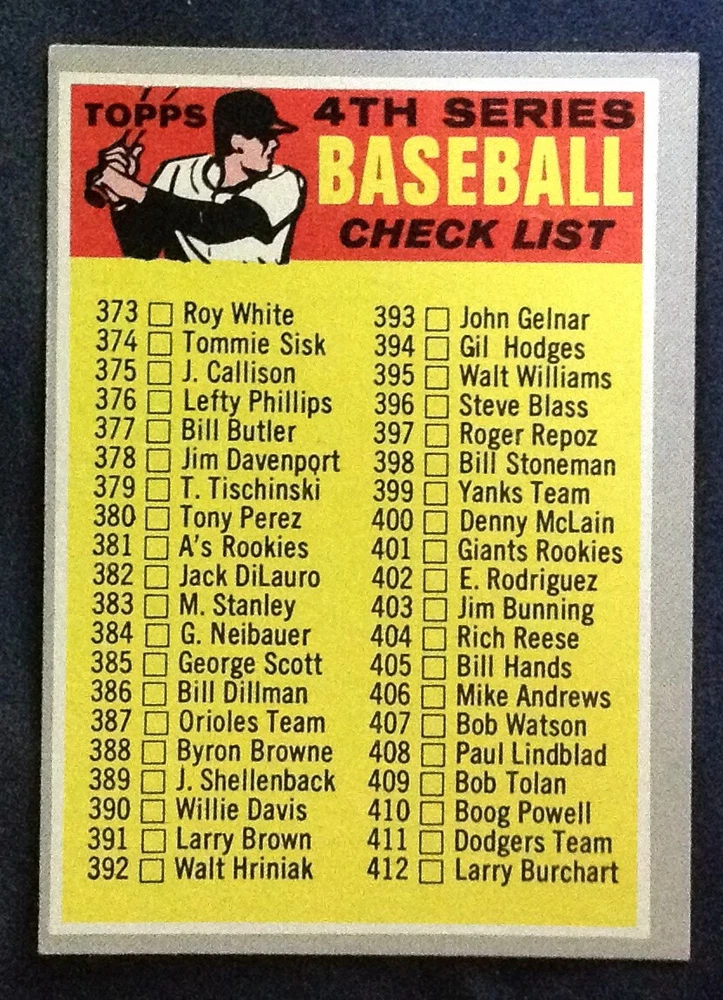 TOPPS
4TH SERIES
BASEBALL
CHECK LIST
373 Roy White
374 Tommie Sisk
375 J. Callison
376 Lefty Phillips
377 Bill Butler
378 Jim Davenport
379 T. Tischinski
380 Tony Perez
381 A's Rookies
382 Jack DiLauro
383 M. Stanley
384 G. Neibauer
385 George Scott
386 Bill Dillman
387 Orioles Team
388 Byron Browne
389 J. Shellenback
390 Willie Davis
391 Larry Brown
392 Walt Hriniak
393 John Gelnar
394 Gil Hodges
395 Walt Williams
396 Steve Blass
397 Roger Repoz
398 Bill Stoneman
399 Yanks Team
400 Denny McLain
401 Giants Rookies
402 E. Rodriguez
403 Jim Bunning
404 Rich Reese
405 Bill Hands
406 Mike Andrews
407 Bob Watson
408 Paul Lindblad
409 Bob Tolan
410 Boog Powell
411 Dodgers Team
412 Larry Burchart